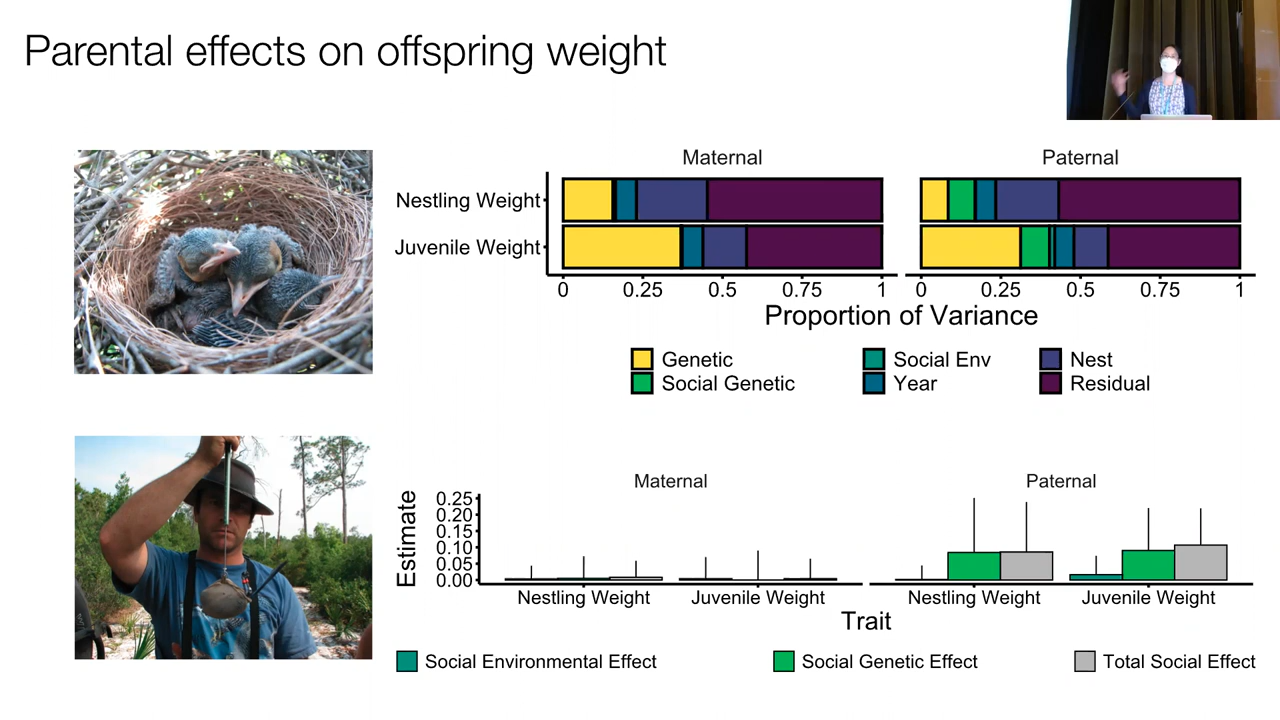 Parental effects on offspring weight
Maternal
Paternal
Nestling Weight
Juvenile Weight
0 0.25 0.5 0.75 1 0 0.25 0.5 0.75 1
Proportion of Variance
Genetic
Social Env
Nest
Social Genetic
Year
Residual
Maternal
Paternal
Estimate
0.25
0.20
0.15
0.10
0.05
0.00
Nestling Weight
Juvenile Weight
Nestling Weight
Juvenile Weight
Trait
Social Environmental Effect
Social Genetic Effect
Total Social Effect